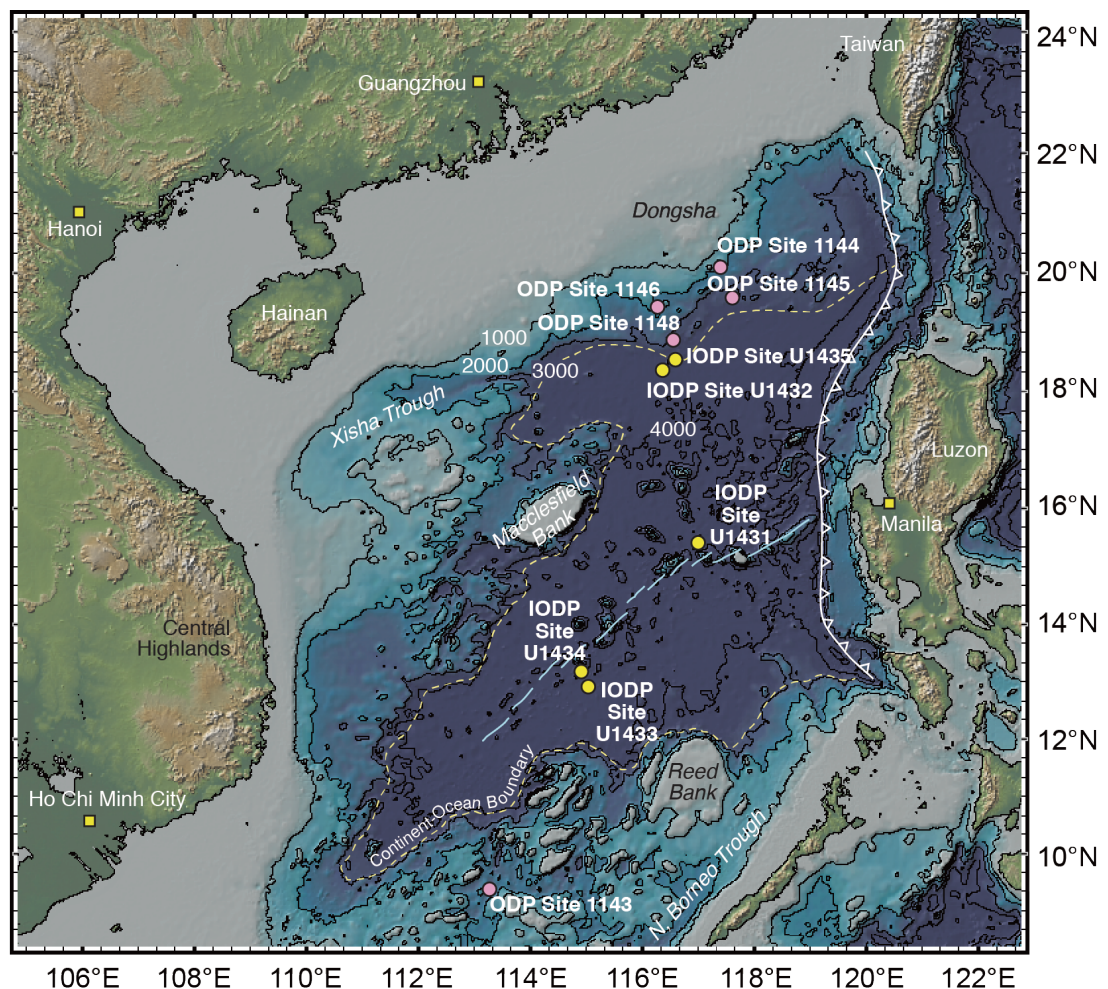 24°N
Taiwan
Guangzhou
22°N
Hanoi
Dongsha
ODP Site 1144
20°N
ODP Site 1145
ODP Site 1146
Hainan
ODP Site 1148
1000
2000
3000
IODP Site U1435
IODP Site U1432
18°N
Xisha Trough
4000
Luzon
Macclesfield
Bank
IODP
Site
U1431
16°N
Manila
Central
Highlands
IODP
Site
U1434
14°N
IODP
Site
U1433
12°N
Reed
Bank
Ho Chi Minh City
Continent-Ocean Boundary
N. Borneo Trough
10°N
ODP Site 1143
106°E
108°E
110°E
112°E
114°E
116°E
118°E
120°E
122°E